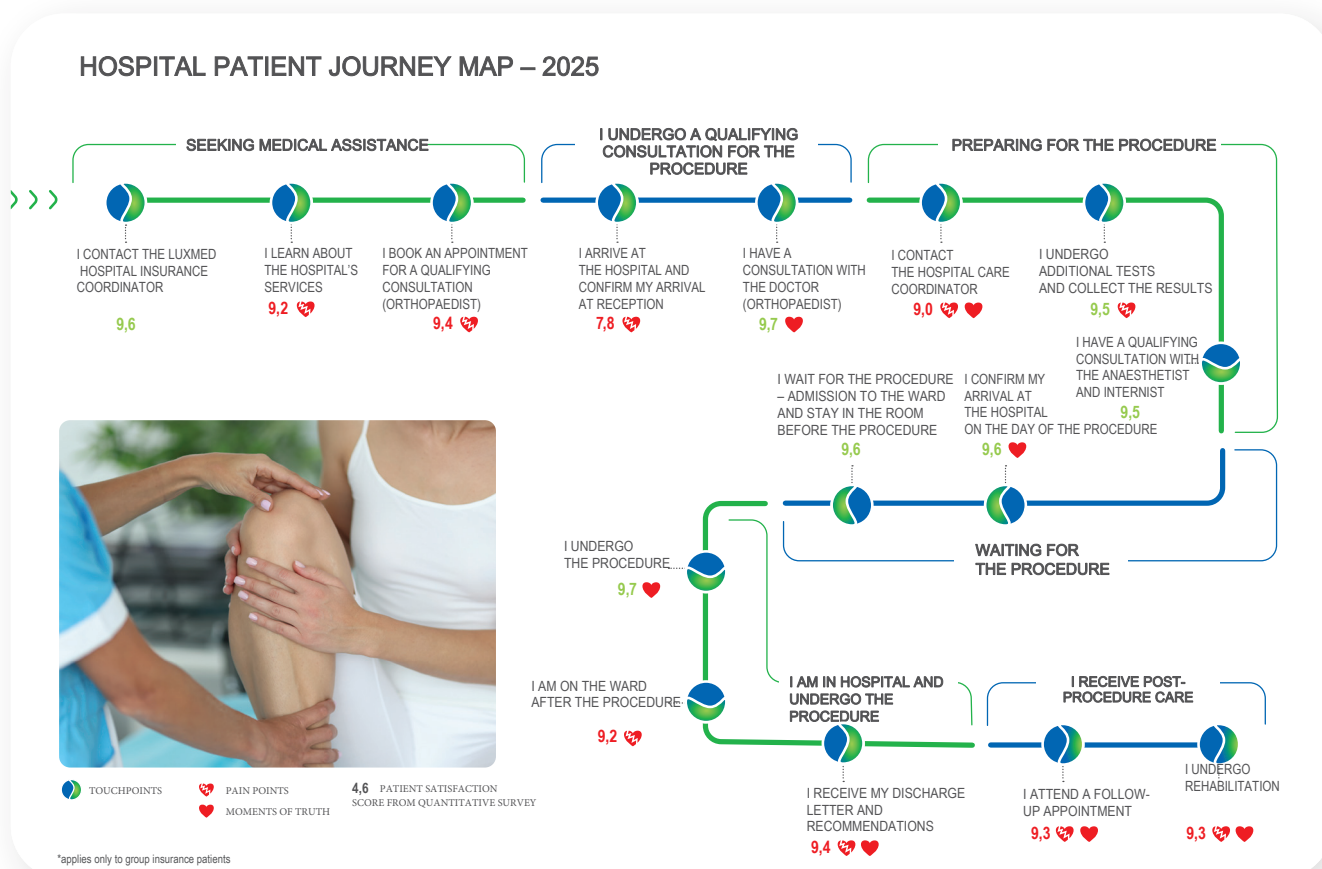 HOSPITAL PATIENT JOURNEY MAP – 2025
SEEKING MEDICAL ASSISTANCE
I CONTACT THE LUXMED
HOSPITAL INSURANCE
COORDINATOR
9,6
I LEARN ABOUT
THE HOSPITAL'S
SERVICES
9,2
I BOOK AN APPOINTMENT
FOR A QUALIFYING
CONSULTATION
(ORTHOPAEDIST)
9,4
I UNDERGO A QUALIFYING
CONSULTATION FOR THE
PROCEDURE
I ARRIVE AT
THE HOSPITAL AND
CONFIRM MY ARRIVAL
AT RECEPTION
7,8
I HAVE A
CONSULTATION WITH
THE DOCTOR
(ORTHOPAEDIST)
9,7
PREPARING FOR THE PROCEDURE
I CONTACT
THE HOSPITAL CARE
COORDINATOR
9,0
I UNDERGO
ADDITIONAL TESTS
AND COLLECT THE RESULTS
9,5
I HAVE A QUALIFYING
CONSULTATION WITH
THE ANAESTHETIST
AND INTERNIST
9,5
I CONFIRM MY
ARRIVAL AT
THE HOSPITAL
ON THE DAY OF THE PROCEDURE
9,6
I WAIT FOR THE PROCEDURE
– ADMISSION TO THE WARD
AND STAY IN THE ROOM
BEFORE THE PROCEDURE
9,6
WAITING FOR
THE PROCEDURE
I UNDERGO
THE PROCEDURE
9,7
I AM ON THE WARD
AFTER THE PROCEDURE
9,2
I AM IN HOSPITAL AND
UNDERGO THE
PROCEDURE
I RECEIVE MY DISCHARGE
LETTER AND
RECOMMENDATIONS
9,4
I RECEIVE POST-
PROCEDURE CARE
I ATTEND A FOLLOW-
UP APPOINTMENT
9,3
I UNDERGO
REHABILITATION
9,3
TOUCHPOINTS
PAIN POINTS
MOMENTS OF TRUTH
4,6 PATIENT SATISFACTION
SCORE FROM QUANTITATIVE SURVEY
*applies only to group insurance patients